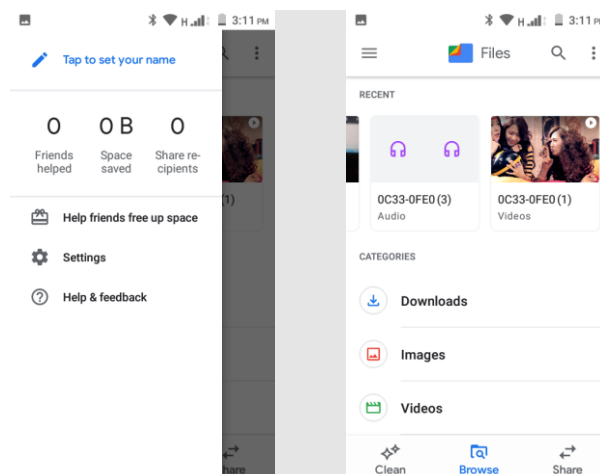 H 3:11 PM
Tap to set your name
0 0 B 0
Friends helped
Space saved
Share re-
cipients
Help friends free up space
Settings
Help & feedback
(1)
hare
H 3:11 P
Files
RECENT
0C33-0FE0 (3)
Audio
0C33-0FE0 (1)
Videos
CATEGORIES
Downloads
Images
Videos
Clean Browse Share